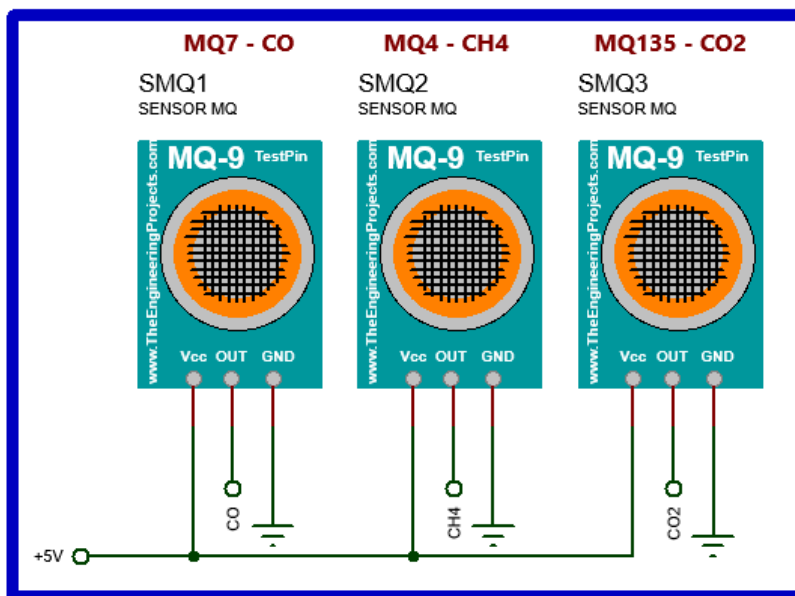 MQ7 - CO
MQ4 - CH4
MQ135 - CO2
SMQ1
SENSOR MQ
SMQ2
SENSOR MQ
SMQ3
SENSOR MQ
MQ-9 TestPin
www.TheEngineeringProjects.com
Vcc OUT GND
MQ-9 TestPin
www.TheEngineeringProjects.com
Vcc OUT GND
MQ-9 TestPin
www.TheEngineeringProjects.com
Vcc OUT GND
CO
CH4
CO2
+5V